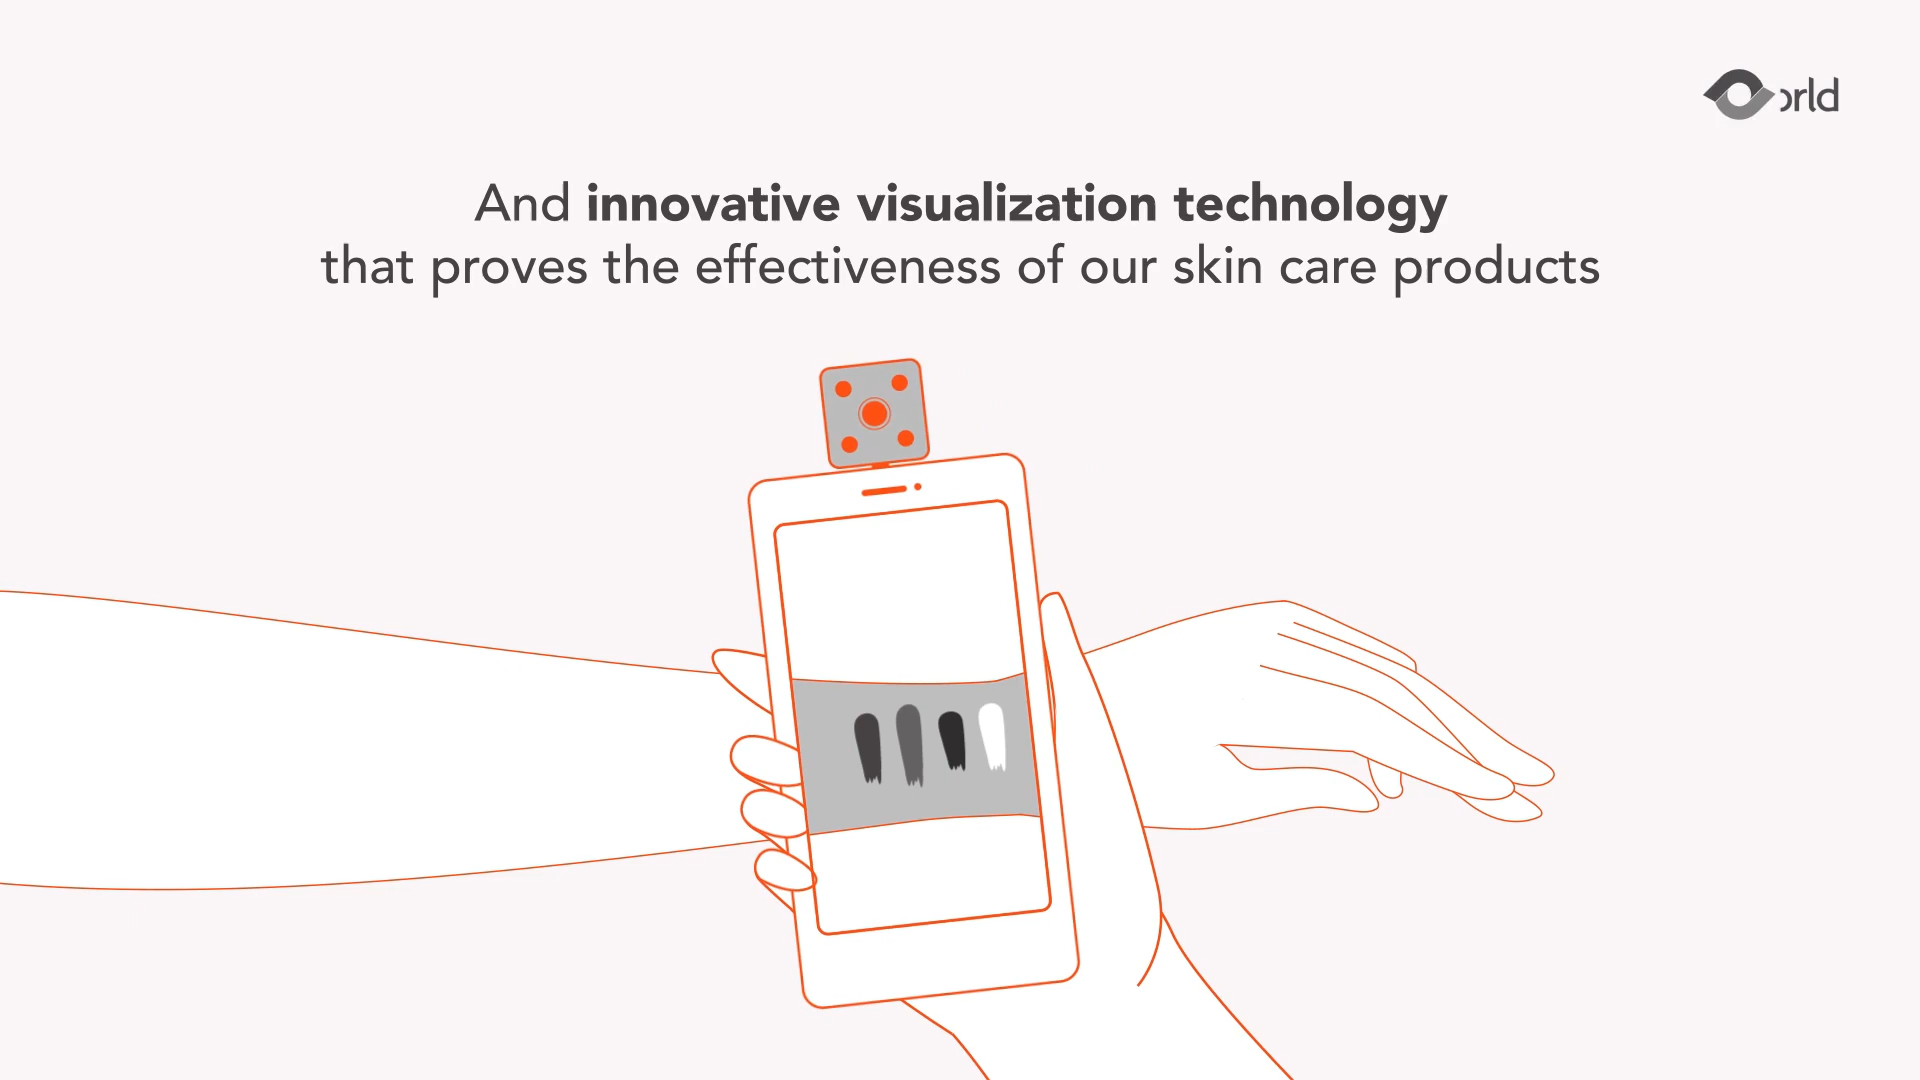 orld
And innovative visualization technology
that proves the effectiveness of our skin care products